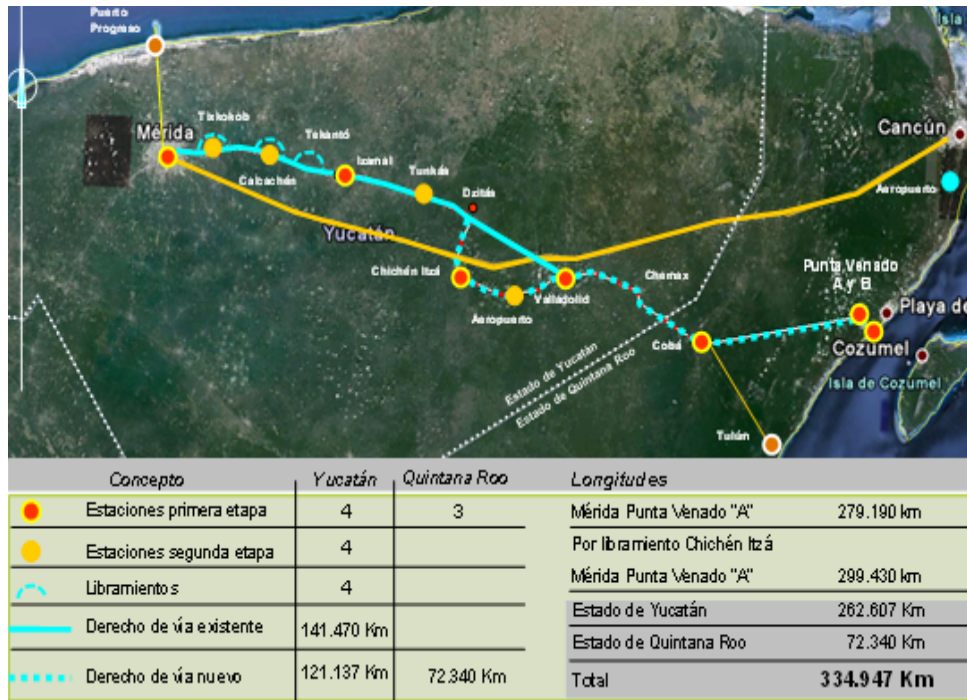 Puerto
Progreso
Isla
Mérida
Tixkokob
Tekantó
Cancún
Cacachén
Izamal
Tunkás
Dzitás
Aeropuerto
Yucatán
Chichén Itzá
Chemax
Punta Venado
A y B
Valladolid
Aeropuerto
Playa de
Cobá
Cozumel
Isla de Cozumel
Estado de Yucatán
Estado de Quintana Roo
Tulúm
Concepto Yucatán Quintana Roo Longitudes
Estaciones primera etapa 4 3 Mérida Punta Venado "A" 279.190 km
Estaciones segunda etapa 4 Por libramiento Chichén Itzá
Libramientos 4 Mérida Punta Venado "A" 299.430 km
Derecho de vía existente 141.470 Km Estado de Yucatán 262.607 Km
Estado de Quintana Roo 72.340 Km
Derecho de vía nuevo 121.137 Km 72.340 Km Total 334.947 Km